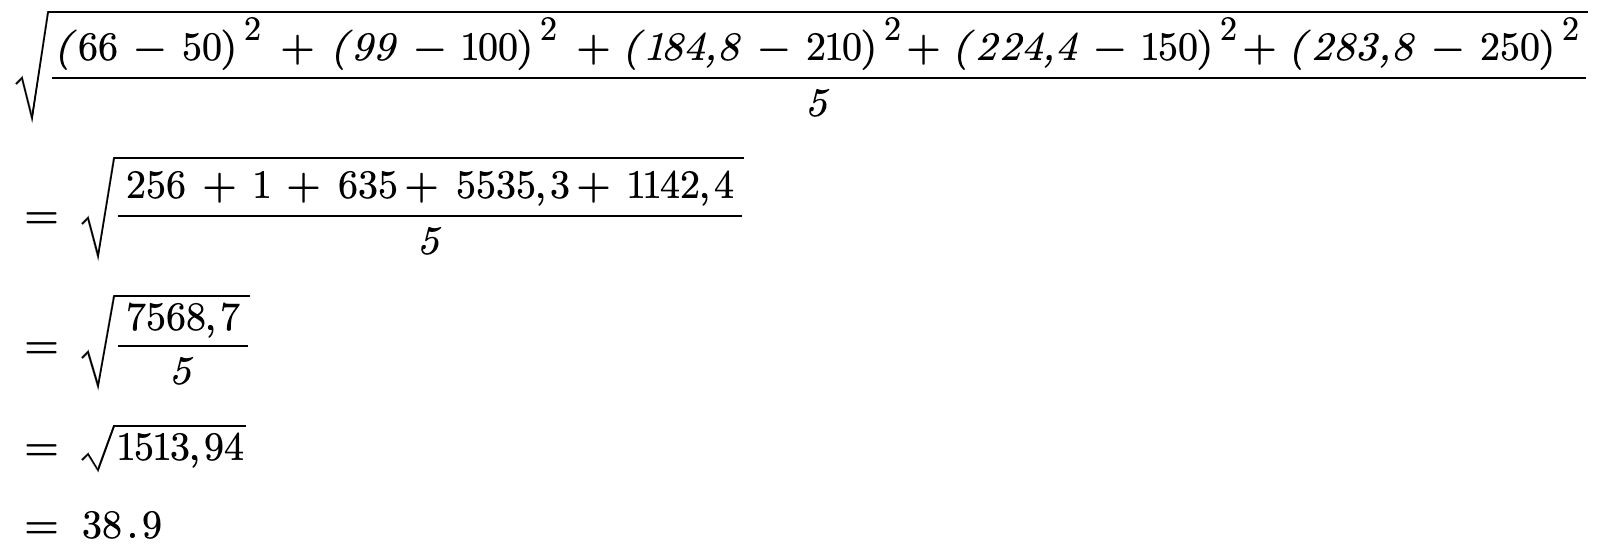 √((66 − 50)² + (99 − 100)² + (184,8 − 210)² + (224,4 − 150)² + (283,8 − 250)² / 5)
= √(256 + 1 + 635 + 5535,3 + 1142,4 / 5)
= √(7568,7 / 5)
= √1513,94
= 38.9